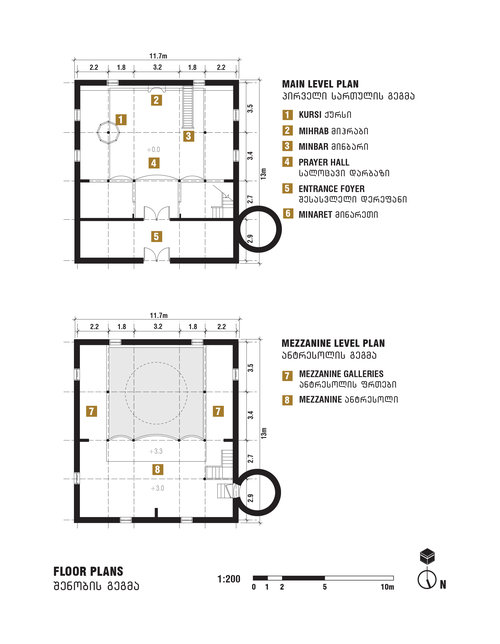 11.7m
2.2 1.8 3.2 1.8 2.2
MAIN LEVEL PLAN
ᲞᲘᲠᲕᲔᲚᲘ ᲡᲐᲠᲗᲣᲚᲘᲡ ᲒᲔᲒᲛᲐ
1 KURSI ᲥᲣᲠᲡᲘ
2 MIHRAB ᲛᲘᲰᲠᲐᲑᲘ
3 MINBAR ᲛᲘᲜᲑᲐᲠᲘ
4 PRAYER HALL
ᲡᲐᲚᲝᲪᲐᲕᲘ ᲓᲐᲠᲑᲐᲖᲘ
5 ENTRANCE FOYER
ᲨᲔᲡᲐᲡᲕᲚᲔᲚᲘ ᲓᲔᲠᲔᲤᲐᲜᲘ
6 MINARET ᲛᲘᲜᲐᲠᲔᲗᲘ
2
1
3
+0.0
4
5
3.5
3.4
13m
2.7
2.9
11.7m
2.2 1.8 3.2 1.8 2.2
MEZZANINE LEVEL PLAN
ᲐᲜᲢᲠᲔᲡᲝᲚᲘᲡ ᲒᲔᲒᲛᲐ
7 MEZZANINE GALLERIES
ᲐᲜᲢᲠᲔᲡᲝᲚᲘᲡ ᲤᲠᲗᲔᲑᲘ
8 MEZZANINE ᲐᲜᲢᲠᲔᲡᲝᲚᲘ
7
7
+3.3
8
+3.0
3.5
3.4
13m
2.7
2.9
FLOOR PLANS
ᲨᲔᲜᲝᲑᲘᲡ ᲒᲔᲒᲛᲐ
1:200
0 1 2 5 10m
N